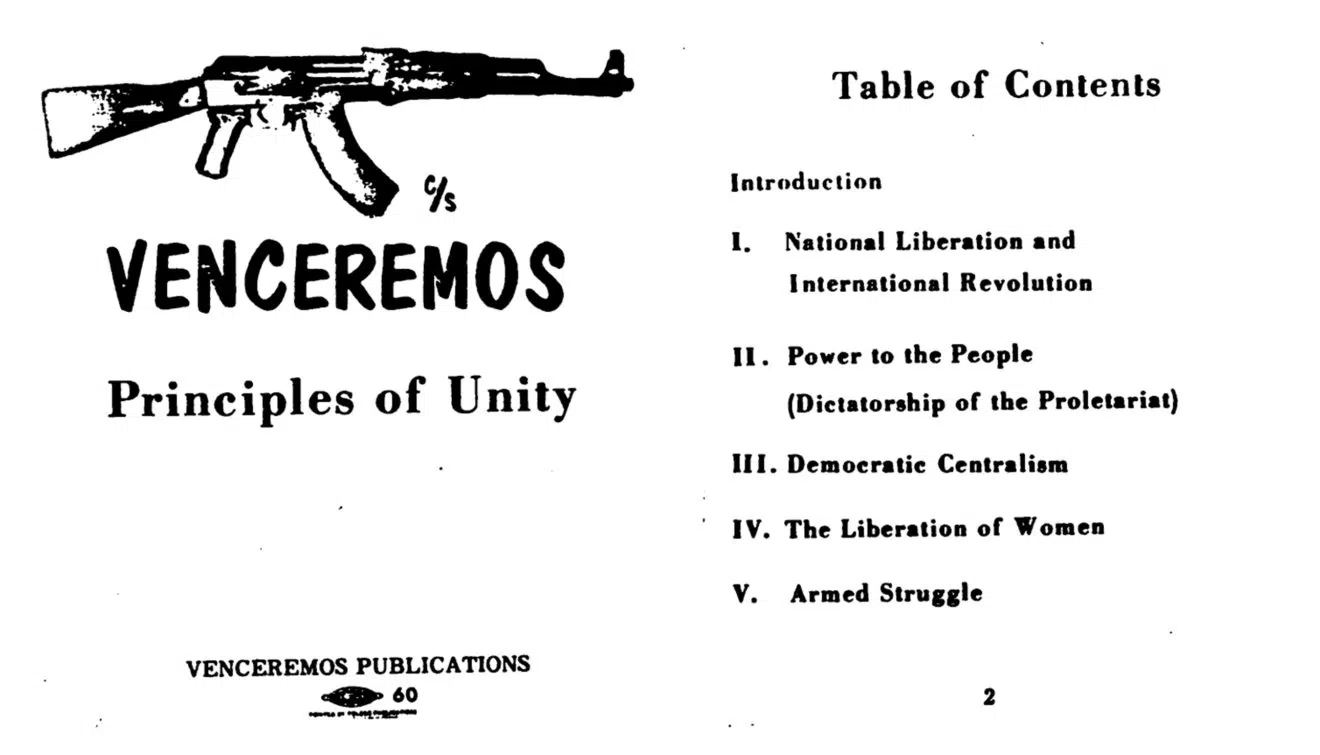 c/s
VENCEREMOS
Principles of Unity
VENCEREMOS PUBLICATIONS
60
Table of Contents
Introduction
I. National Liberation and
International Revolution
II. Power to the People
(Dictatorship of the Proletariat)
III. Democratic Centralism
IV. The Liberation of Women
V. Armed Struggle
2